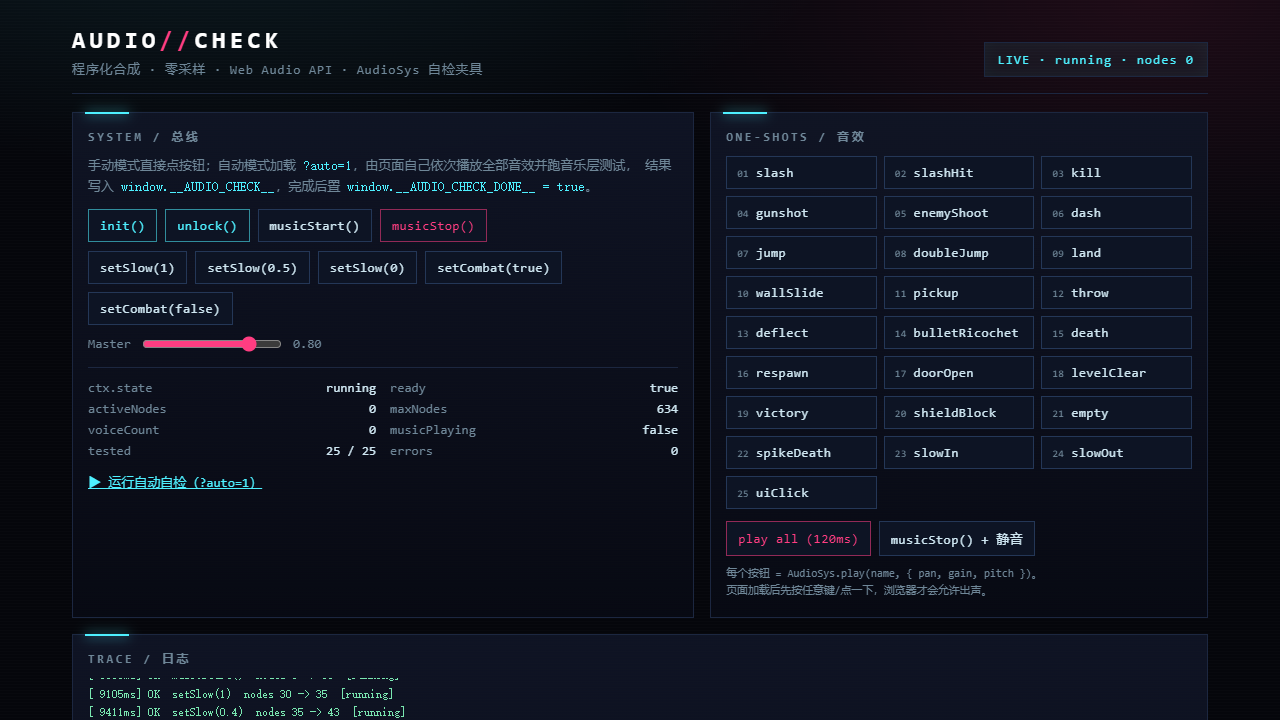 AUDIO//CHECK
程序化合成 · 零采样 · Web Audio API · AudioSys 自检夹具
LIVE · running · nodes 0
SYSTEM / 总线
手动模式直接点按钮；自动模式加载 ?auto=1，由页面自己依次播放全部音效并跑音乐层测试， 结果
写入 window.__AUDIO_CHECK__，完成后置 window.__AUDIO_CHECK_DONE__ = true。
init()
unlock()
musicStart()
musicStop()
setSlow(1)
setSlow(0.5)
setSlow(0)
setCombat(true)
setCombat(false)
Master 0.80
ctx.state running ready true
activeNodes 0 maxNodes 634
voiceCount 0 musicPlaying false
tested 25 / 25 errors 0
▶ 运行自动自检（?auto=1）
ONE-SHOTS / 音效
01 slash
02 slashHit
03 kill
04 gunshot
05 enemyShoot
06 dash
07 jump
08 doubleJump
09 land
10 wallSlide
11 pickup
12 throw
13 deflect
14 bulletRicochet
15 death
16 respawn
17 doorOpen
18 levelClear
19 victory
20 shieldBlock
21 empty
22 spikeDeath
23 slowIn
24 slowOut
25 uiClick
play all (120ms)
musicStop() + 静音
每个按钮 = AudioSys.play(name, { pan, gain, pitch })。
页面加载后先按任意键/点一下，浏览器才会允许出声。
TRACE / 日志
[ 9105ms] OK setSlow(1) nodes 30 -> 35 [running]
[ 9411ms] OK setSlow(0.4) nodes 35 -> 43 [running]